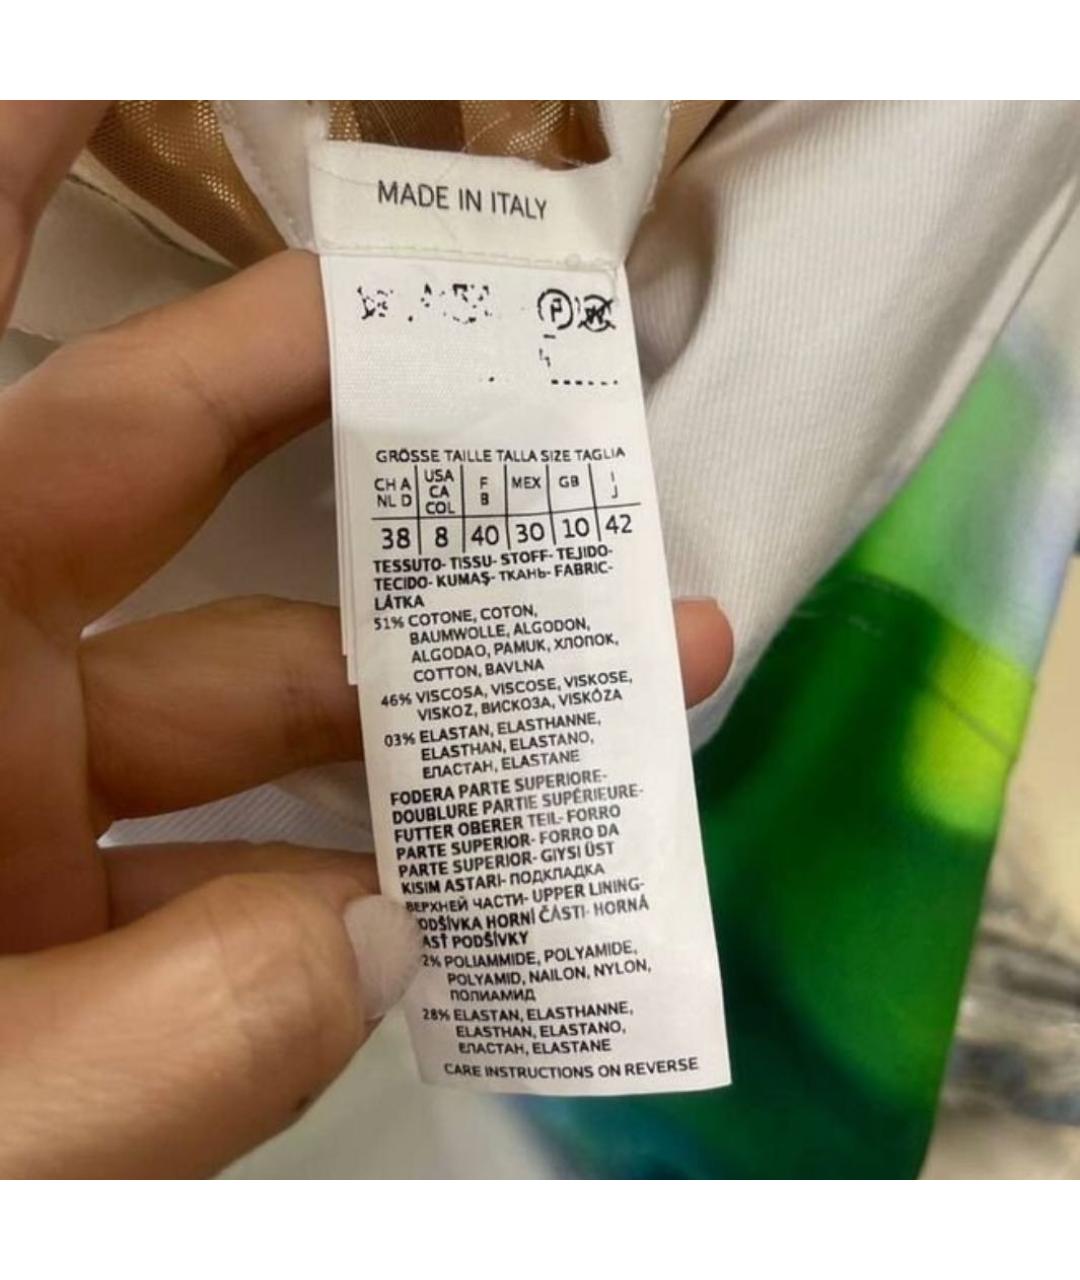 MADE IN ITALY
P W
GRÖSSE TAILLE TALLA SIZE TAGLIA
CH A NL D USA CA COL F B MEX GB I J
38 8 40 30 10 42
TESSUTO- TISSU- STOFF- TEJIDO-
TECIDO- KUMAŞ- ТКАНЬ- FABRIC-
LÁTKA
51% COTONE, COTON,
BAUMWOLLE, ALGODON,
ALGODAO, PAMUK, ХЛОПОК,
COTTON, BAVLNA
46% VISCOSA, VISCOSE, VISKOSE,
VISKOZ, ВИСКОЗА, VISKÓZA
03% ELASTAN, ELASTHANNE,
ELASTHAN, ELASTANO,
ЕЛАСТАН, ELASTANE
FODERA PARTE SUPERIORE-
DOUBLURE PARTIE SUPÉRIEURE-
FUTTER OBERER TEIL- FORRO
PARTE SUPERIOR- FORRO DA
PARTE SUPERIOR- GIYSI ÜST
KISIM ASTARI- ПОДКЛАДКА
ВЕРХНЕЙ ЧАСТИ- UPPER LINING-
ODŠÍVKA HORNÍ ČÁSTI- HORNÁ
AST PODŠÍVKY
2% POLIAMMIDE, POLYAMIDE,
POLYAMID, NAILON, NYLON,
ПОЛИАМИД
28% ELASTAN, ELASTHANNE,
ELASTHAN, ELASTANO,
ЕЛАСТАН, ELASTANE
CARE INSTRUCTIONS ON REVERSE